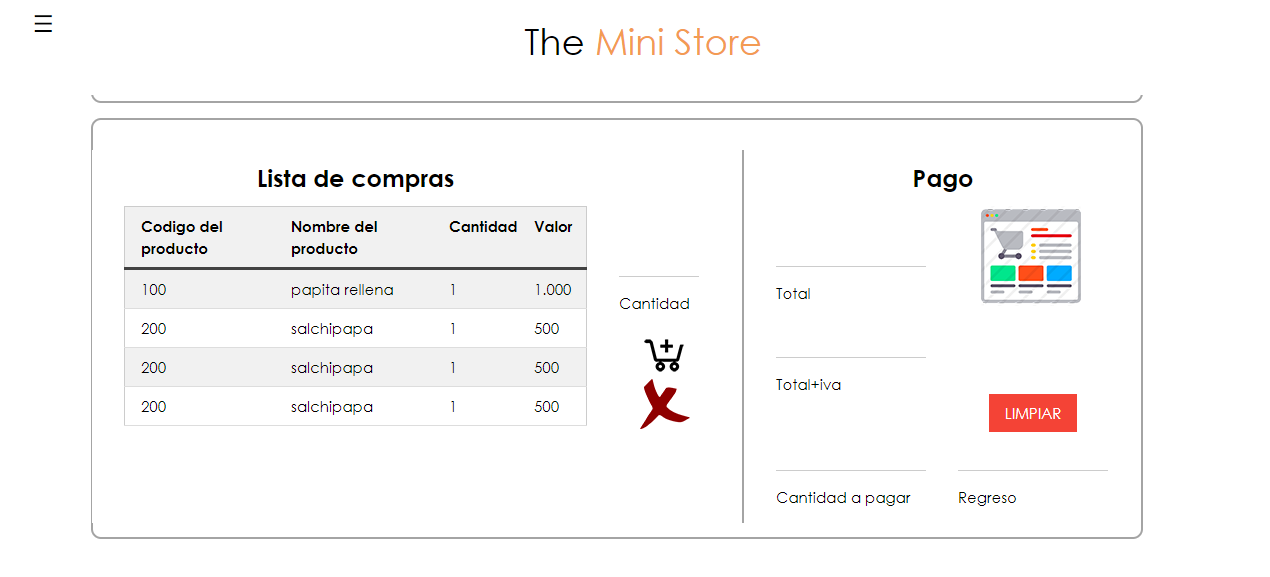 ☰
The Mini Store
Lista de compras
Codigo del producto Nombre del producto Cantidad Valor
100 papita rellena 1 1.000
200 salchipapa 1 500
200 salchipapa 1 500
200 salchipapa 1 500
Cantidad
Pago
Total
Total+iva
LIMPIAR
Cantidad a pagar
Regreso